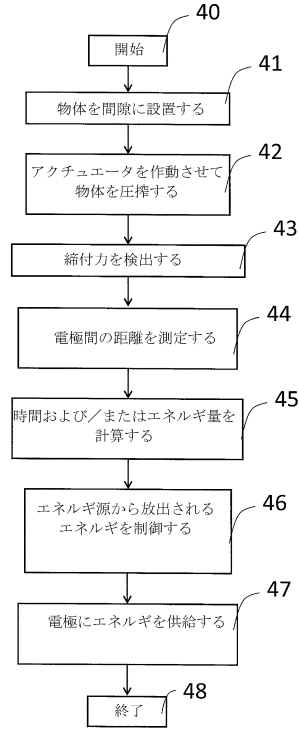 40
開始
41
物体を間隙に設置する
42
アクチュエータを作動させて
物体を圧搾する
43
締付力を検出する
44
電極間の距離を測定する
45
時間および／またはエネルギ量を
計算する
46
エネルギ源から放出される
エネルギを制御する
47
電極にエネルギを供給する
48
終了